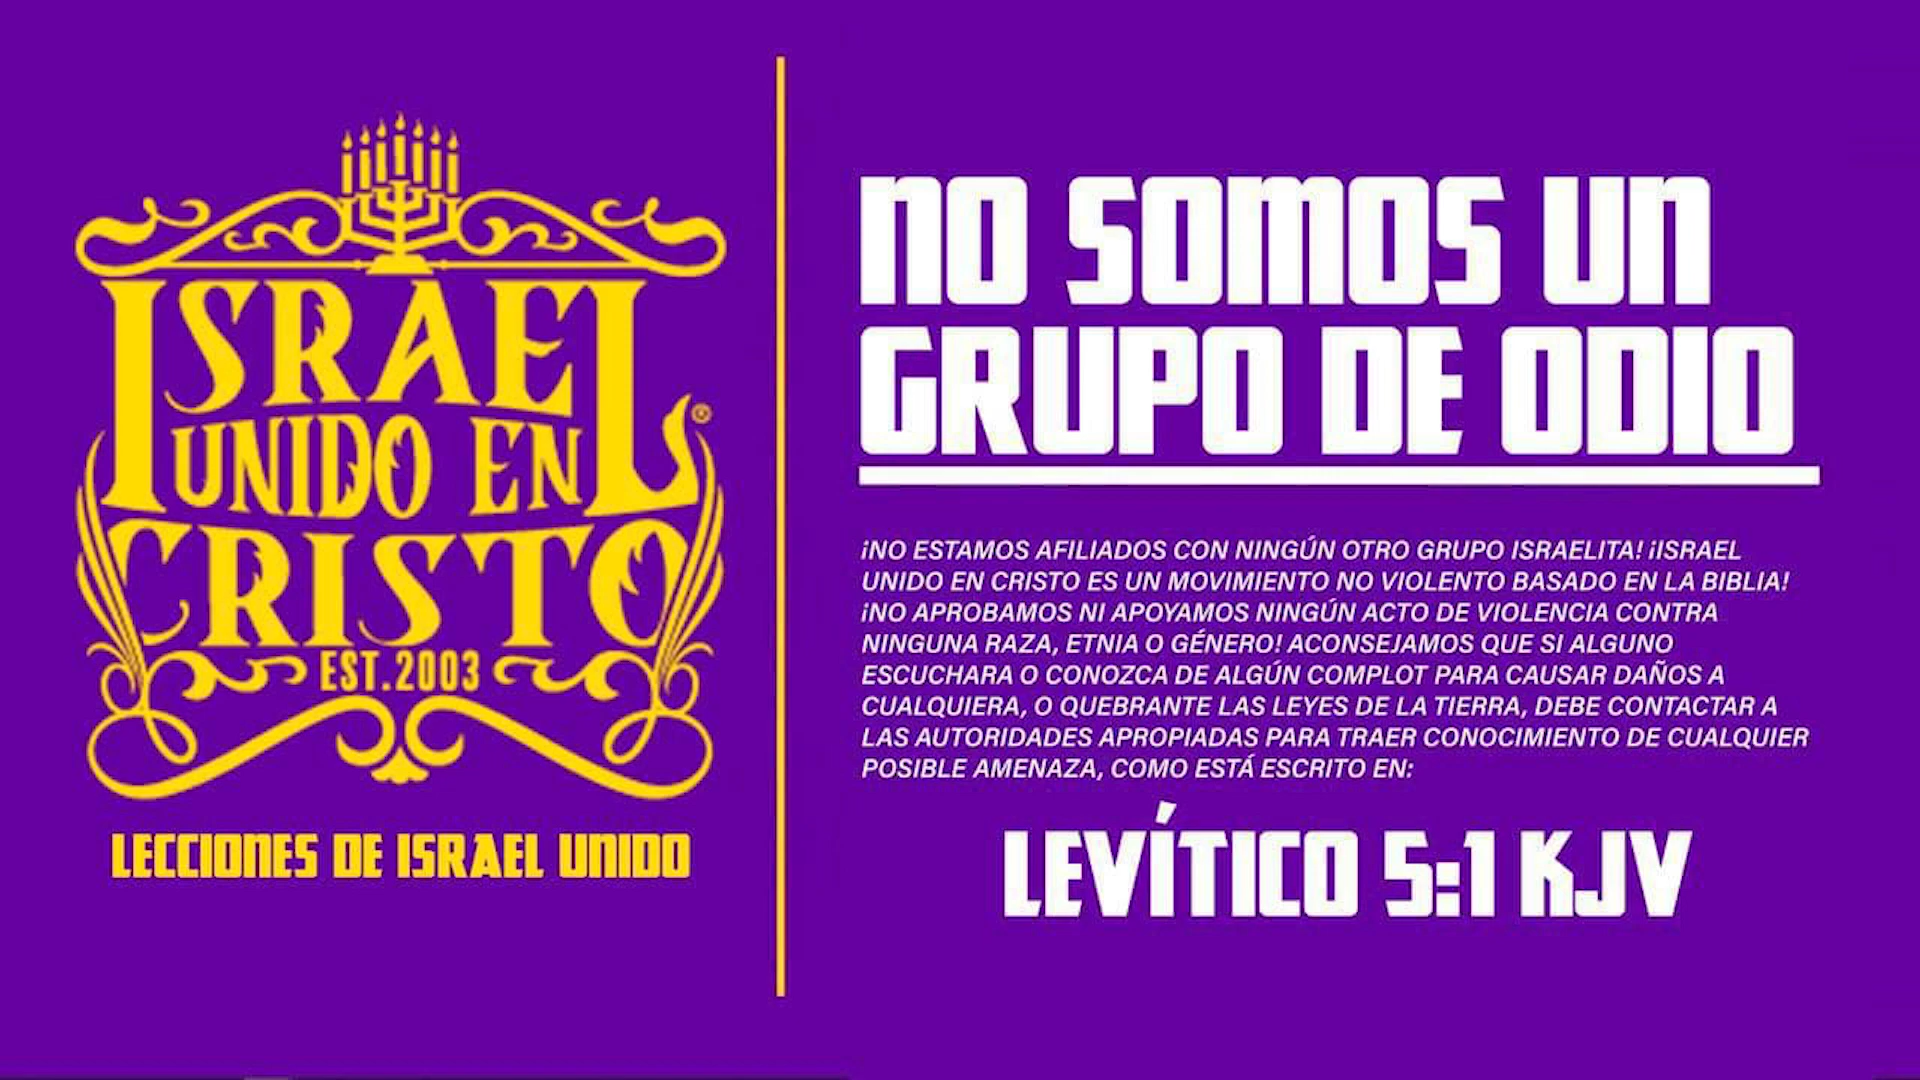 ISRAEL
UNIDO EN
CRISTO
EST.2003
LECCIONES DE ISRAEL UNIDO
NO SOMOS UN
GRUPO DE ODIO
¡NO ESTAMOS AFILIADOS CON NINGÚN OTRO GRUPO ISRAELITA! ¡ISRAEL
UNIDO EN CRISTO ES UN MOVIMIENTO NO VIOLENTO BASADO EN LA BIBLIA!
¡NO APROBAMOS NI APOYAMOS NINGÚN ACTO DE VIOLENCIA CONTRA
NINGUNA RAZA, ETNIA O GÉNERO! ACONSEJAMOS QUE SI ALGUNO
ESCUCHARA O CONOZCA DE ALGÚN COMPLOT PARA CAUSAR DAÑOS A
CUALQUIERA, O QUEBRANTE LAS LEYES DE LA TIERRA, DEBE CONTACTAR A
LAS AUTORIDADES APROPIADAS PARA TRAER CONOCIMIENTO DE CUALQUIER
POSIBLE AMENAZA, COMO ESTÁ ESCRITO EN:
LEVÍTICO 5:1 KJV